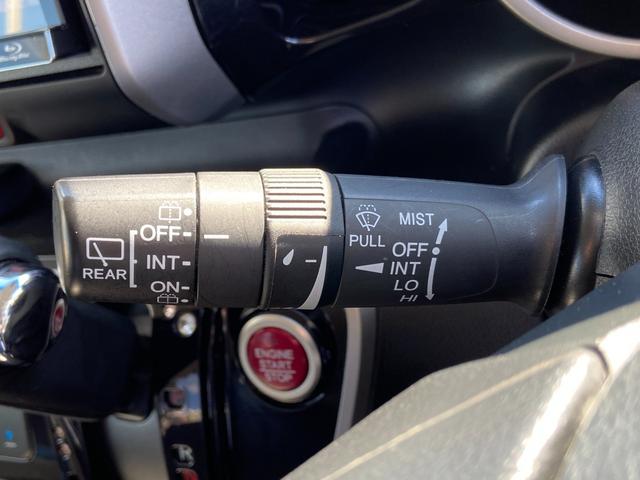 OFF
REAR
INT
ON
PULL
MIST
OFF
INT
LO
HI
ENGINE
START
STOP
R